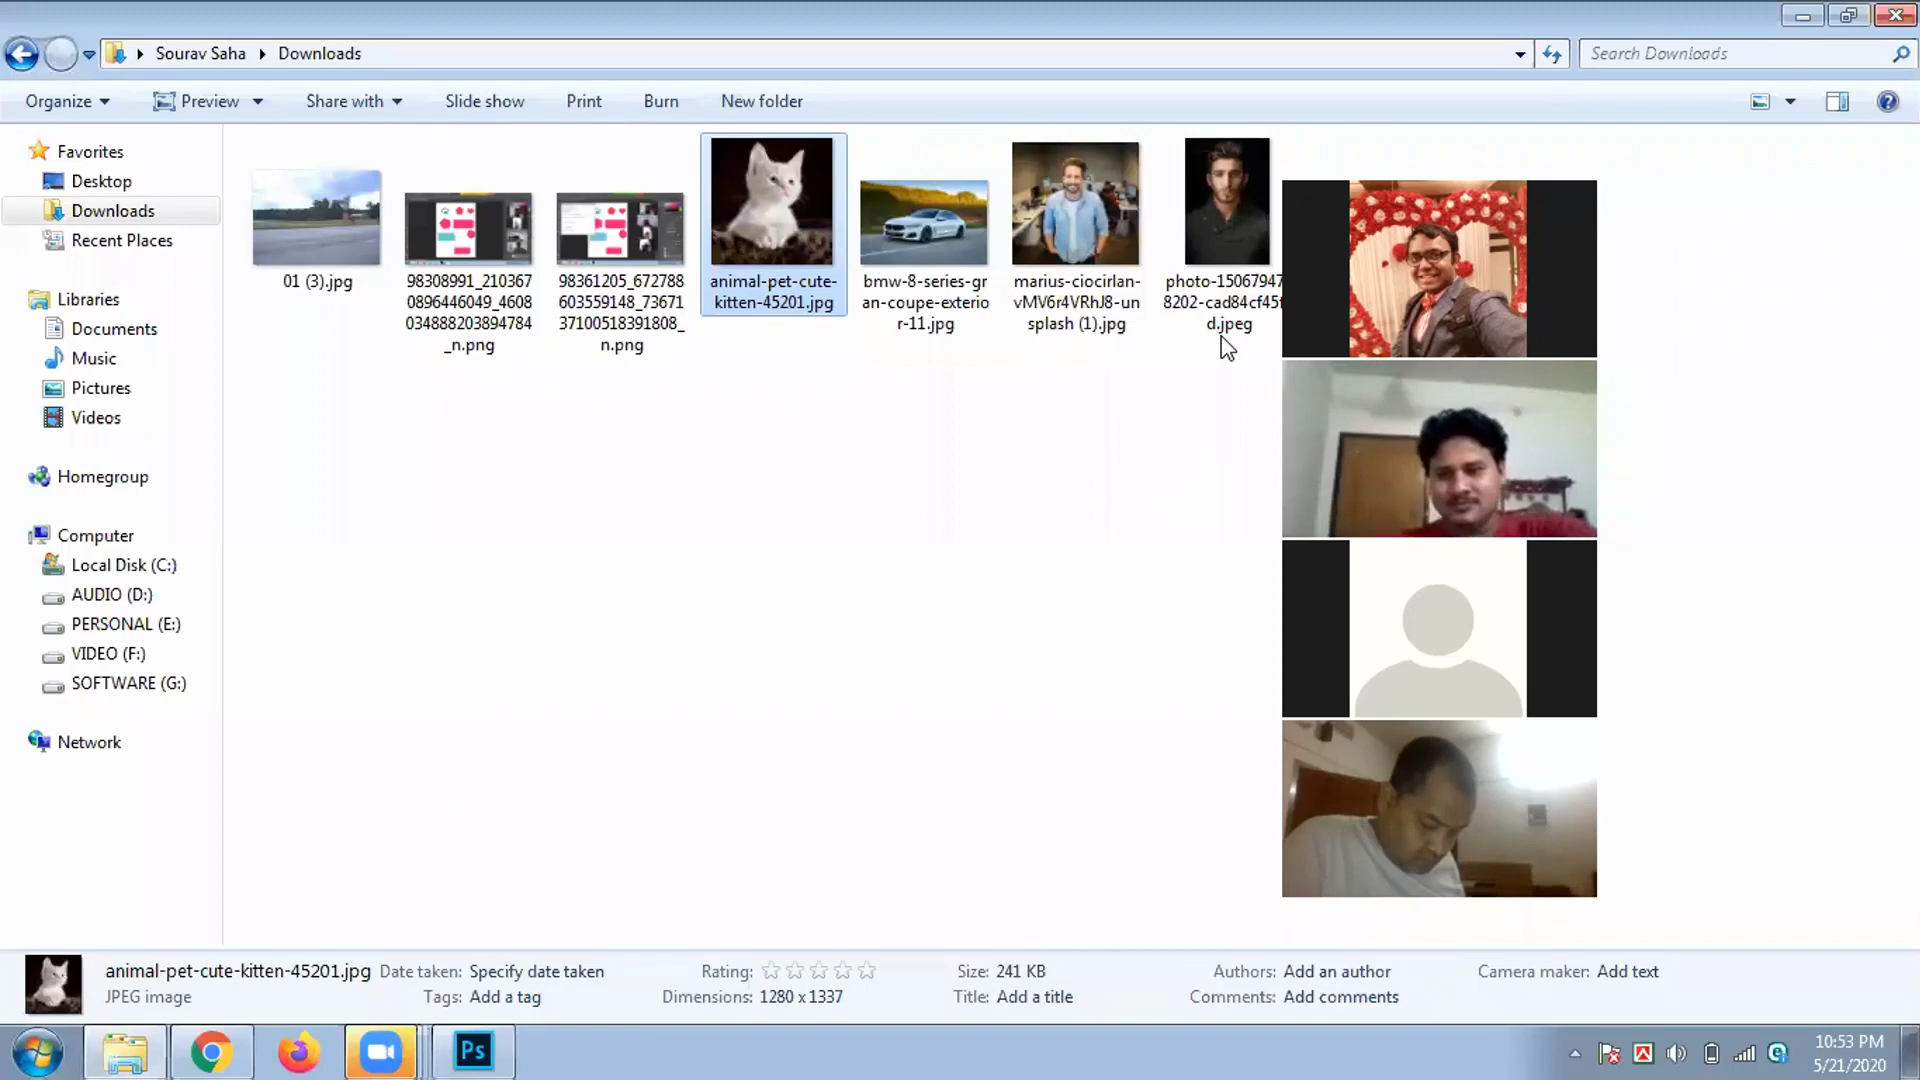 Sourav Saha
Downloads
Search Downloads
Organize
Preview
Share with
Slide show
Print
Burn
New folder
Favorites
Desktop
Downloads
Recent Places
Libraries
Documents
Music
Pictures
Videos
Homegroup
Computer
Local Disk (C:)
AUDIO (D:)
PERSONAL (E:)
VIDEO (F:)
SOFTWARE (G:)
Network
01 (3).jpg
98308991_210367
0896446049_4608
034888203894784
_n.png
98361205_672788
603559148_73671
37100518391808_
n.png
animal-pet-cute-
kitten-45201.jpg
bmw-8-series-gr
an-coupe-exterio
r-11.jpg
marius-ciocirlan-
vMV6r4VRhJ8-un
splash (1).jpg
photo-15067947
8202-cad84cf45f
d.jpeg
animal-pet-cute-kitten-45201.jpg
JPEG image
Date taken: Specify date taken
Tags: Add a tag
Rating:
Dimensions: 1280 x 1337
Size: 241 KB
Title: Add a title
Authors: Add an author
Comments: Add comments
Camera maker: Add text
Ps
10:53 PM
5/21/2020